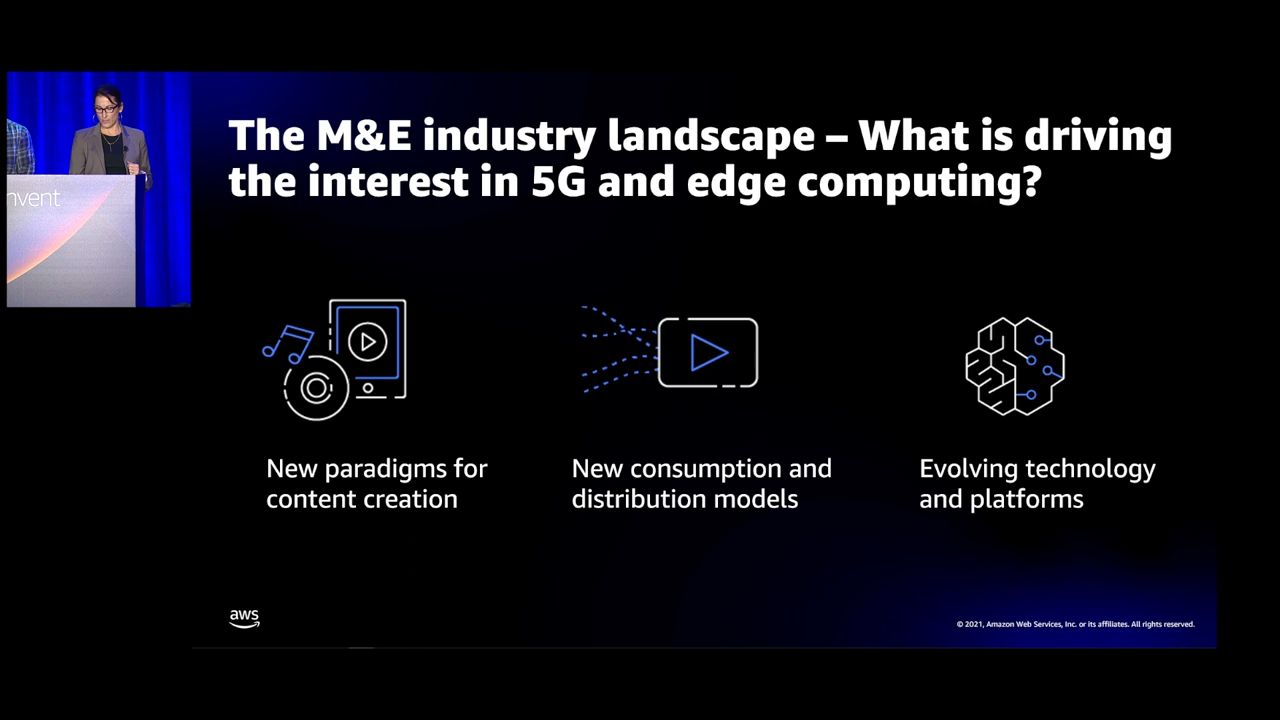 The M&E industry landscape – What is driving
the interest in 5G and edge computing?
nvent
New paradigms for
content creation
New consumption and
distribution models
Evolving technology
and platforms
aws
© 2021, Amazon Web Services, Inc. or its affiliates. All rights reserved.